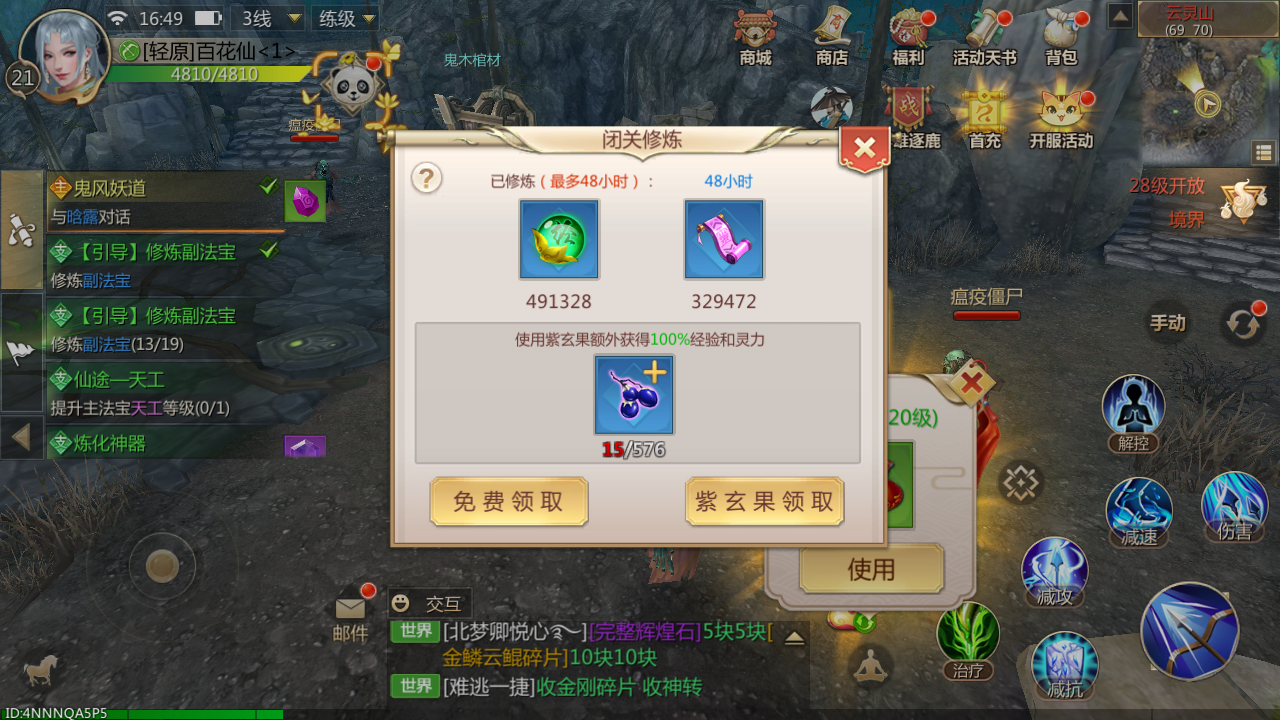 16:49 3线 练级
[轻原]百花仙<1>
21
4810/4810
鬼木棺材
商城 商店 福利 活动天书 背包
云灵山
(69 70)
雄逐鹿 首充 开服活动
战
闭关修炼
已修炼(最多48小时): 48小时
491328 329472
使用紫玄果额外获得100%经验和灵力
15/576
免费领取 紫玄果领取
主 鬼风妖道
与晗露对话
支【引导】修炼副法宝
修炼副法宝
支【引导】修炼副法宝
修炼副法宝(13/19)
支 仙途—天工
提升主法宝天工等级(0/1)
支 炼化神器
28级开放
境界
瘟疫僵尸
手动
20级)
使用
解控
减速
伤害
减攻
治疗
减抗
邮件
交互
世界 [完整辉煌石]5块5块[
金鳞云鲲碎片]10块10块
世界 [难逃一捷]收金刚碎片 收神转
ID:4NNNQA5P5